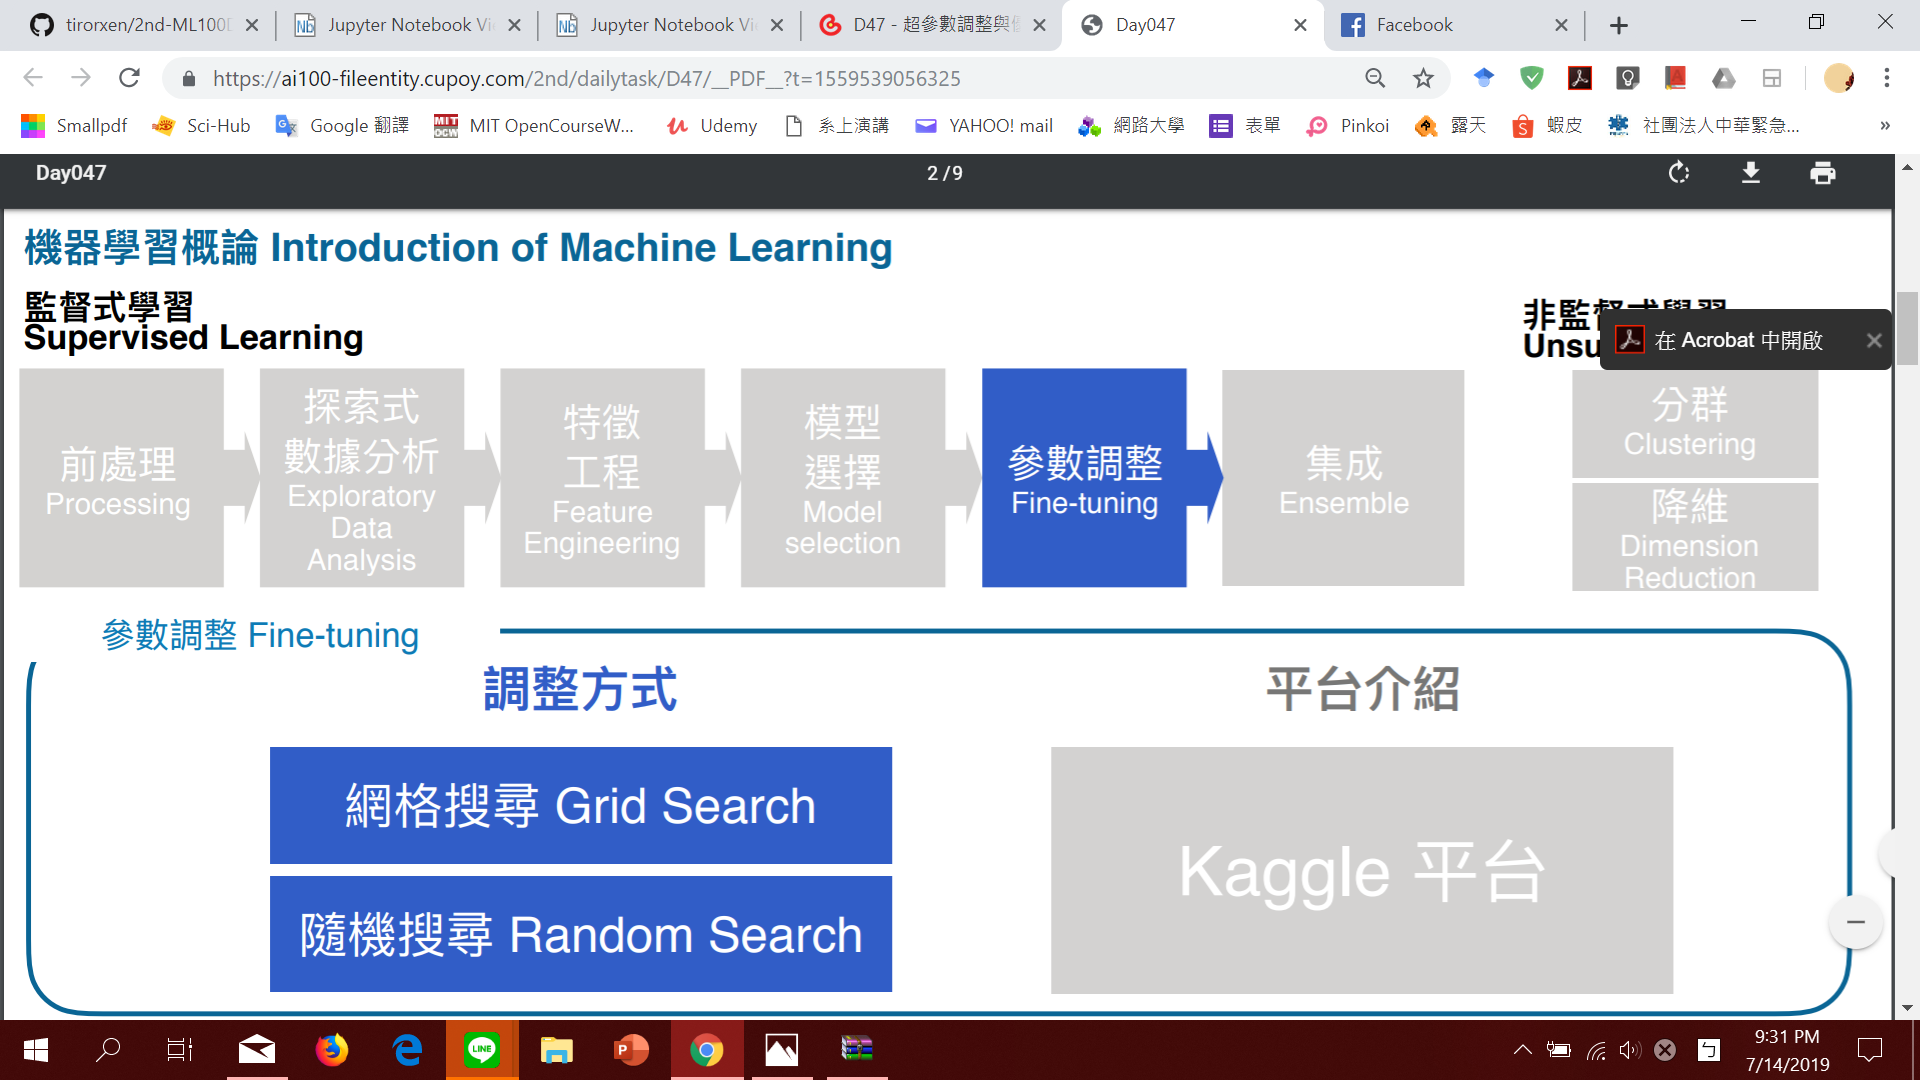 tirorxen/2nd-ML100D
Jupyter Notebook Vi
Jupyter Notebook Vi
D47 - 超參數調整與
Day047
Facebook
https://ai100-fileentity.cupoy.com/2nd/dailytask/D47/__PDF__?t=1559539056325
Smallpdf
Sci-Hub
Google 翻譯
MIT OpenCourseW...
Udemy
系上演講
YAHOO! mail
網路大學
表單
Pinkoi
露天
蝦皮
社團法人中華緊急...
»
Day047
2 / 9
機器學習概論 Introduction of Machine Learning
監督式學習
Supervised Learning
非監督式學習
Unsu
在 Acrobat 中開啟
前處理
Processing
探索式
數據分析
Exploratory
Data
Analysis
特徵
工程
Feature
Engineering
模型
選擇
Model
selection
參數調整
Fine-tuning
集成
Ensemble
分群
Clustering
降維
Dimension
Reduction
參數調整 Fine-tuning
調整方式
網格搜尋 Grid Search
隨機搜尋 Random Search
平台介紹
Kaggle 平台
LINE
ㄅ
9:31 PM
7/14/2019